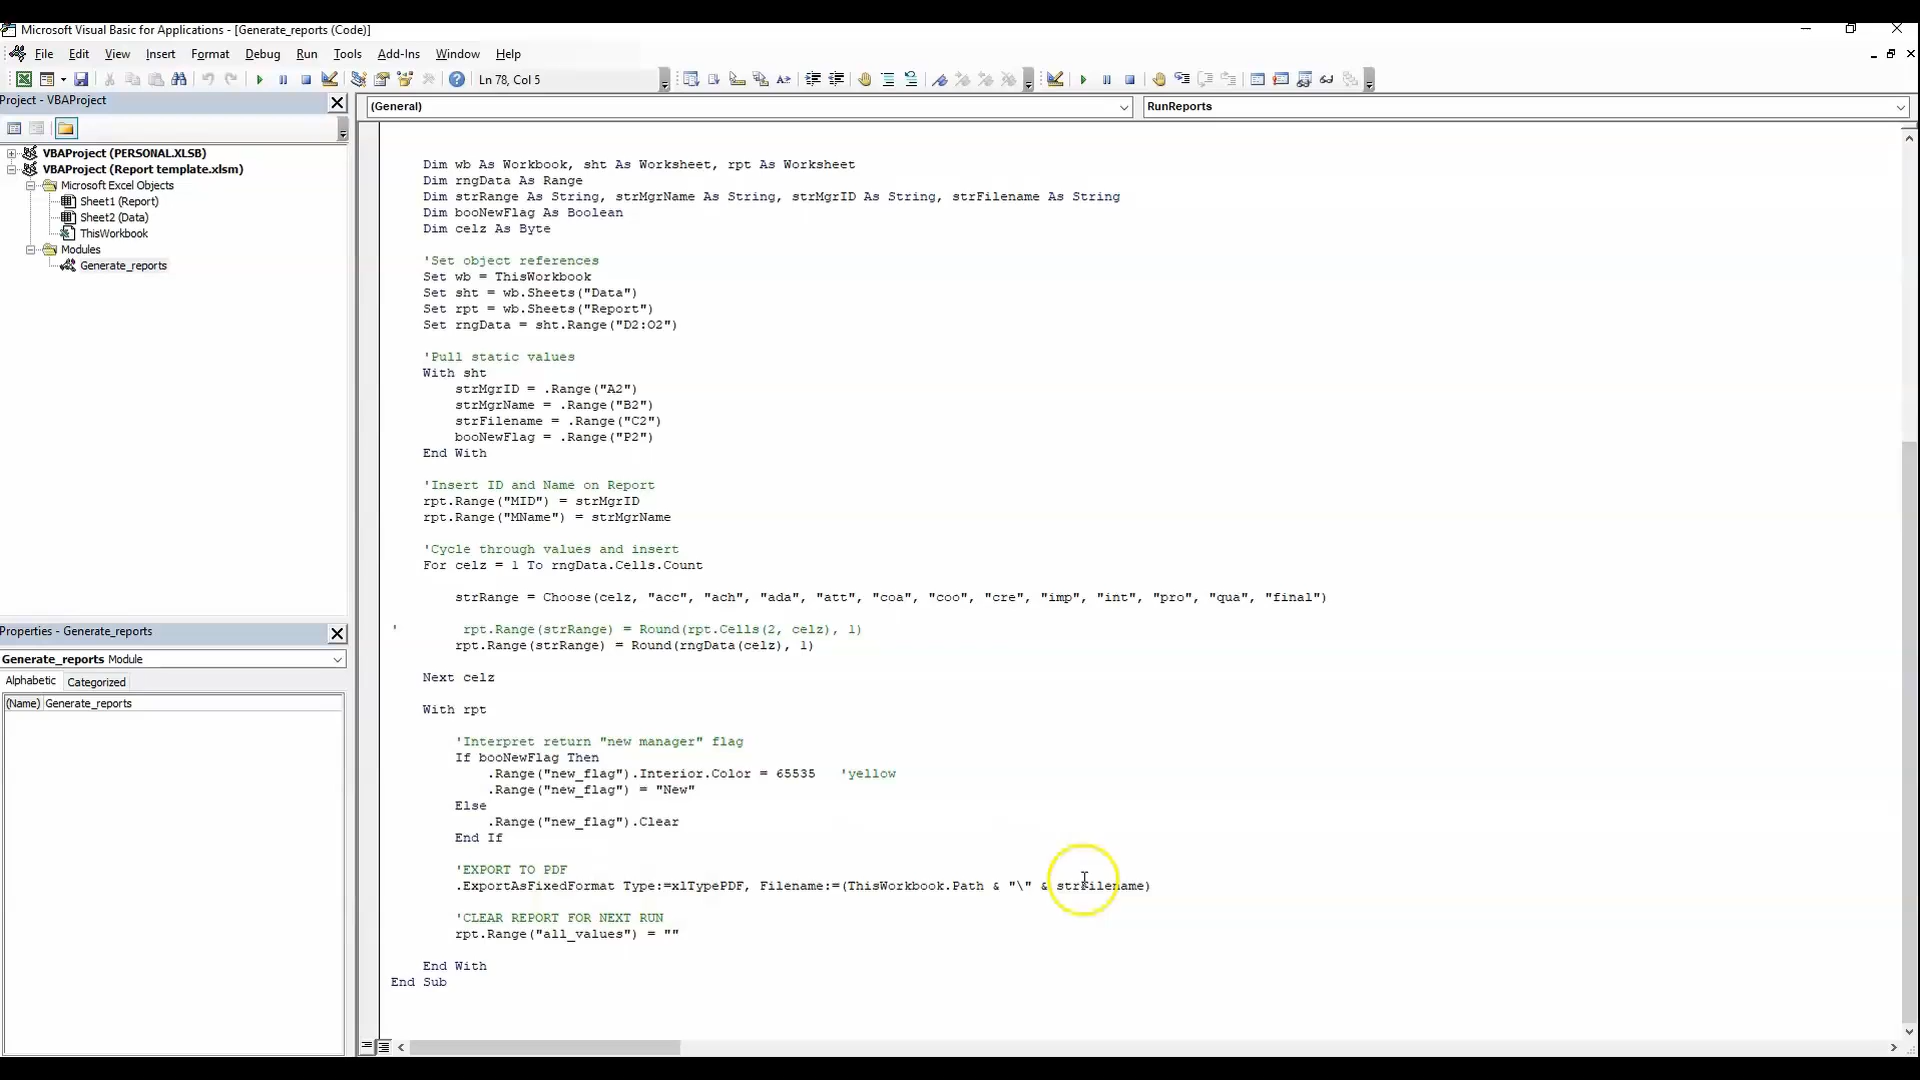 Microsoft Visual Basic for Applications - [Generate_reports (Code)]
File Edit View Insert Format Debug Run Tools Add-Ins Window Help
Ln 78, Col 5
Project - VBAProject
(General)
RunReports
VBAProject (PERSONAL.XLSB)
VBAProject (Report template.xlsm)
Microsoft Excel Objects
Sheet1 (Report)
Sheet2 (Data)
ThisWorkbook
Modules
Generate_reports
Properties - Generate_reports
Generate_reports Module
Alphabetic Categorized
(Name) Generate_reports
Dim wb As Workbook, sht As Worksheet, rpt As Worksheet
Dim rngData As Range
Dim strRange As String, strMgrName As String, strMgrID As String, strFilename As String
Dim booNewFlag As Boolean
Dim celz As Byte
'Set object references
Set wb = ThisWorkbook
Set sht = wb.Sheets("Data")
Set rpt = wb.Sheets("Report")
Set rngData = sht.Range("D2:O2")
'Pull static values
With sht
strMgrID = .Range("A2")
strMgrName = .Range("B2")
strFilename = .Range("C2")
booNewFlag = .Range("P2")
End With
'Insert ID and Name on Report
rpt.Range("MID") = strMgrID
rpt.Range("MName") = strMgrName
'Cycle through values and insert
For celz = 1 To rngData.Cells.Count
strRange = Choose(celz, "acc", "ach", "ada", "att", "coa", "coo", "cre", "imp", "int", "pro", "qua", "final")
' rpt.Range(strRange) = Round(rpt.Cells(2, celz), 1)
rpt.Range(strRange) = Round(rngData(celz), 1)
Next celz
With rpt
'Interpret return "new manager" flag
If booNewFlag Then
.Range("new_flag").Interior.Color = 65535 'yellow
.Range("new_flag") = "New"
Else
.Range("new_flag").Clear
End If
'EXPORT TO PDF
.ExportAsFixedFormat Type:=xlTypePDF, Filename:=(ThisWorkbook.Path & "\" & strFilename)
'CLEAR REPORT FOR NEXT RUN
rpt.Range("all_values") = ""
End With
End Sub